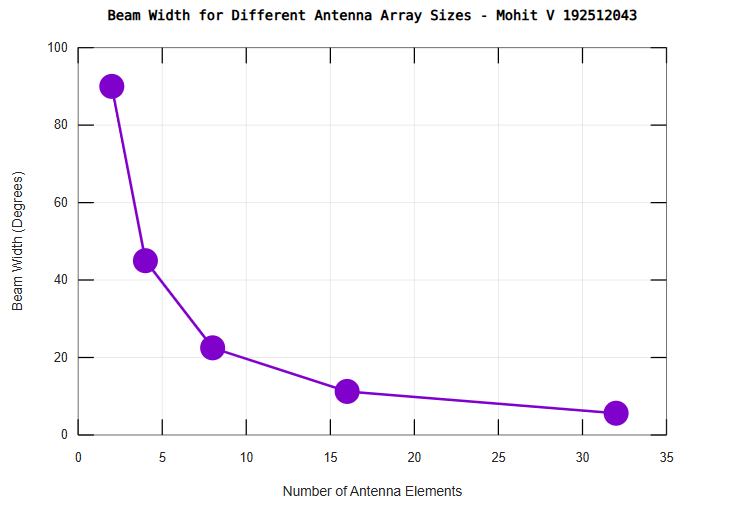 Beam Width for Different Antenna Array Sizes - Mohit V 192512043
100
80
60
40
20
0
Beam Width (Degrees)
0 5 10 15 20 25 30 35
Number of Antenna Elements